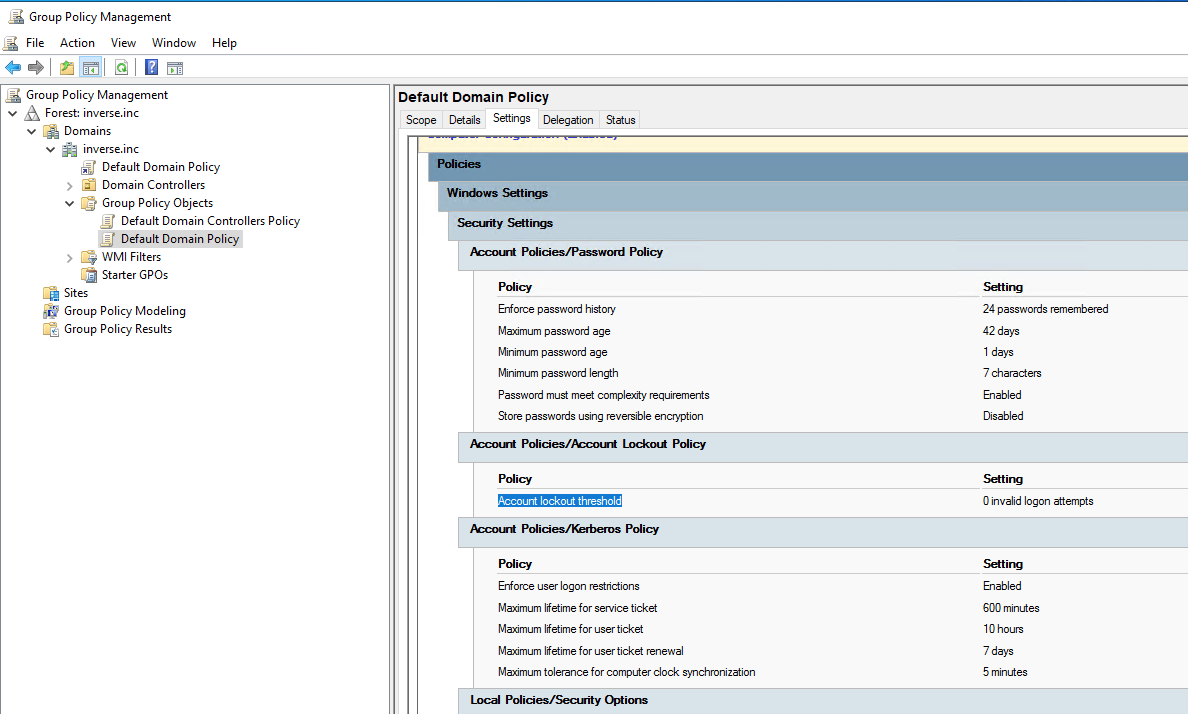 Group Policy Management
File Action View Window Help
Group Policy Management
Forest: inverse.inc
Domains
inverse.inc
Default Domain Policy
Domain Controllers
Group Policy Objects
Default Domain Controllers Policy
Default Domain Policy
WMI Filters
Starter GPOs
Sites
Group Policy Modeling
Group Policy Results
Default Domain Policy
Scope Details Settings Delegation Status
Policies
Windows Settings
Security Settings
Account Policies/Password Policy
Policy Setting
Enforce password history 24 passwords remembered
Maximum password age 42 days
Minimum password age 1 days
Minimum password length 7 characters
Password must meet complexity requirements Enabled
Store passwords using reversible encryption Disabled
Account Policies/Account Lockout Policy
Policy Setting
Account lockout threshold 0 invalid logon attempts
Account Policies/Kerberos Policy
Policy Setting
Enforce user logon restrictions Enabled
Maximum lifetime for service ticket 600 minutes
Maximum lifetime for user ticket 10 hours
Maximum lifetime for user ticket renewal 7 days
Maximum tolerance for computer clock synchronization 5 minutes
Local Policies/Security Options